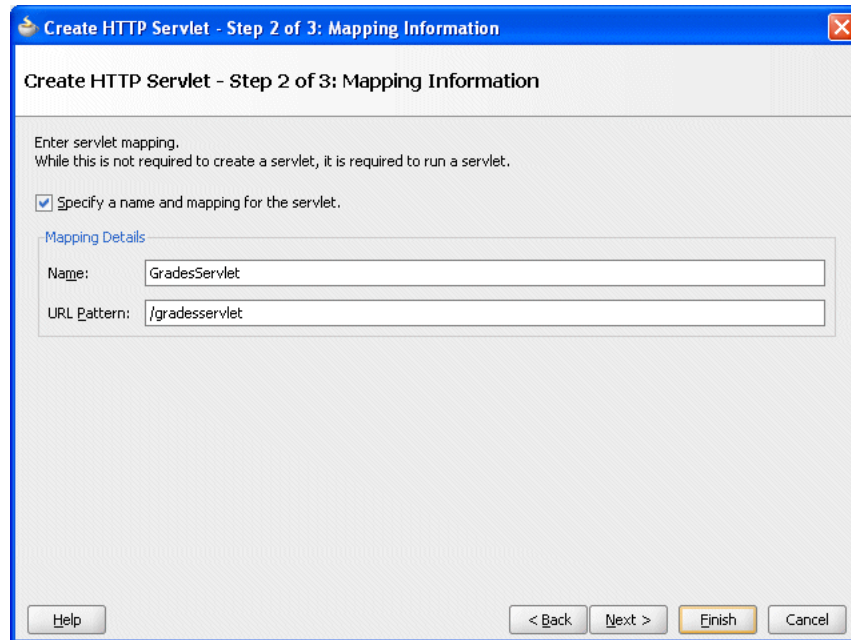 Create HTTP Servlet - Step 2 of 3: Mapping Information
Create HTTP Servlet - Step 2 of 3: Mapping Information
Enter servlet mapping.
While this is not required to create a servlet, it is required to run a servlet.
Specify a name and mapping for the servlet.
Mapping Details
Name: GradesServlet
URL Pattern: /gradesservlet
Help < Back Next > Finish Cancel